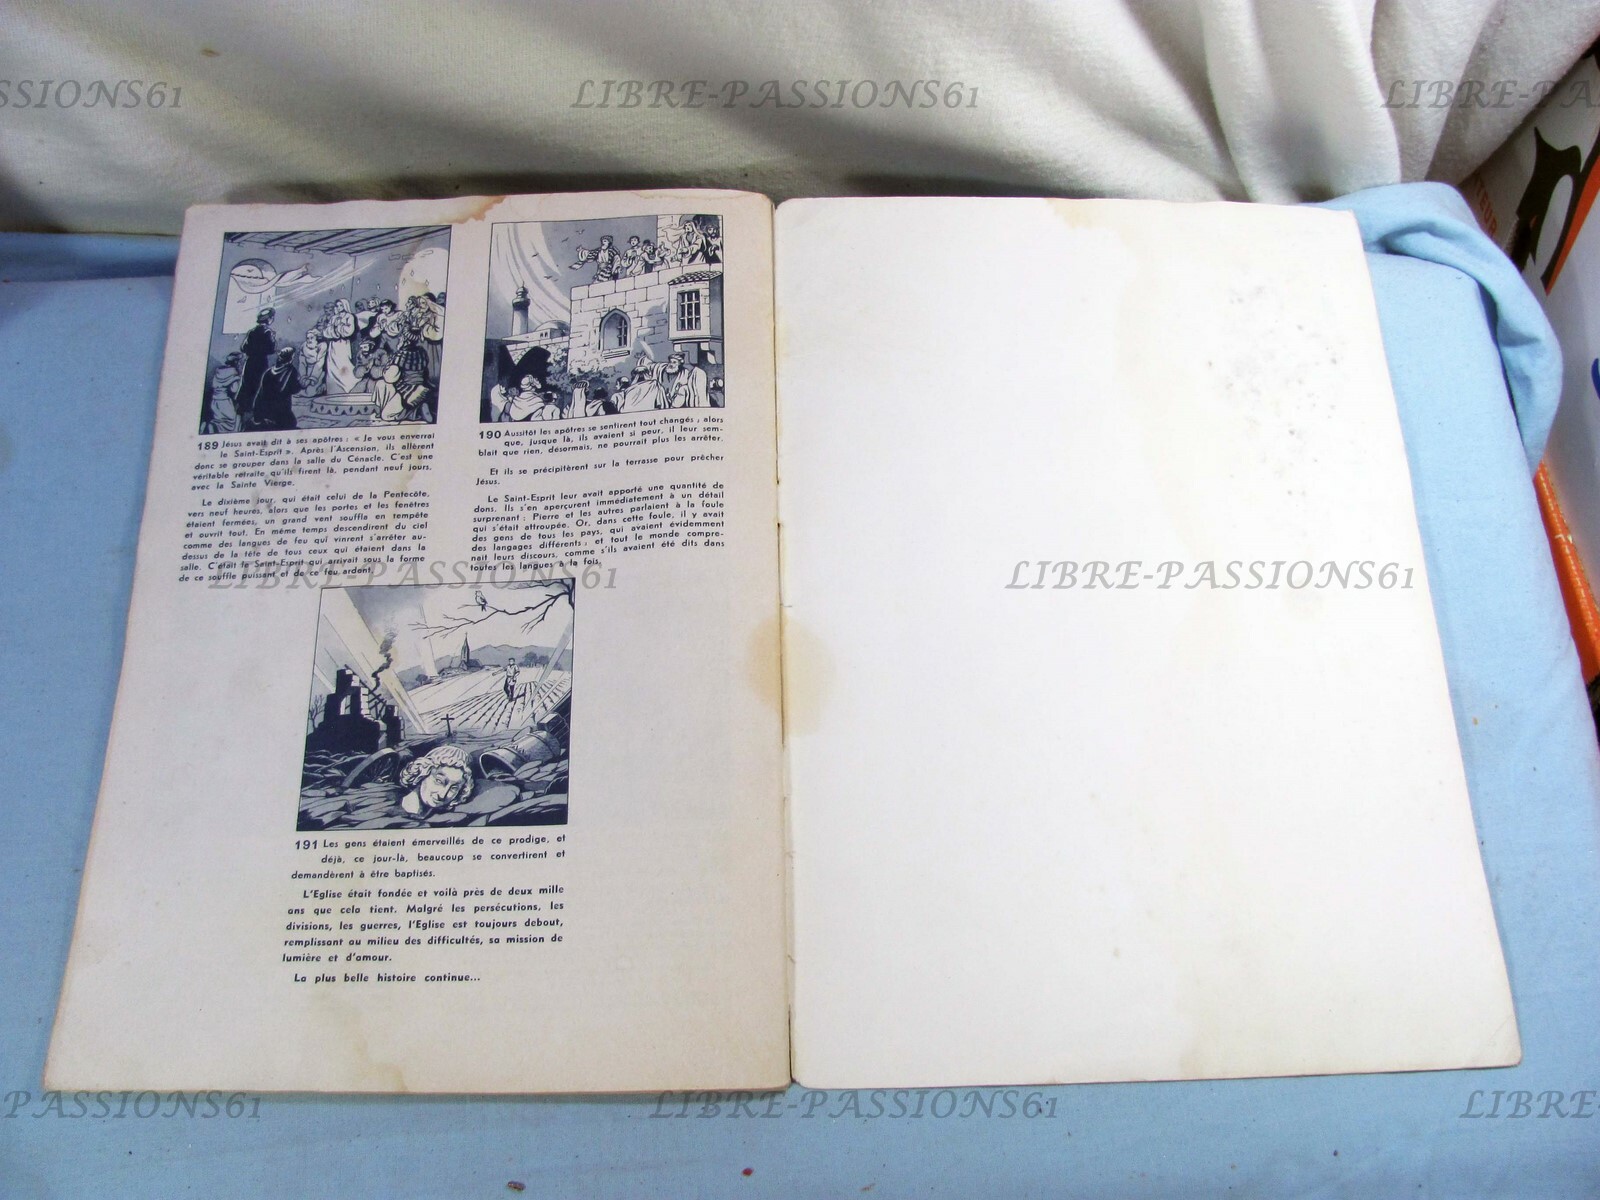 LIBRE-PASSIONS61
189 Jésus avait dit à ses apôtres : « Je vous enverrai
le Saint-Esprit ». Après l'Ascension, ils allèrent
donc se grouper dans la salle du Cénacle. C'est une
véritable retraite qu'ils firent là, pendant neuf jours,
avec la Sainte Vierge.
Le dixième jour, qui était celui de la Pentecôte,
vers neuf heures, alors que les portes et les fenêtres
étaient fermées, un grand vent souffla en tempête
et ouvrit tout. En même temps descendirent du ciel
comme des langues de feu qui vinrent s'arrêter au-
dessus de la tête de tous ceux qui étaient dans la
salle. C'était le Saint-Esprit qui arrivait sous la forme
de ce souffle puissant et de ce feu ardent.
190 Aussitôt les apôtres se sentirent tout changés ; alors
que, jusque là, ils avaient si peur, il leur sem-
blait que rien, désormais, ne pourrait plus les arrêter.
Et ils se précipitèrent sur la terrasse pour prêcher
Jésus.
Le Saint-Esprit leur avait apporté une quantité de
dons. Ils s'en aperçurent immédiatement à un détail
surprenant : Pierre et les autres parlaient à la foule
qui s'était attroupée. Or, dans cette foule, il y avait
des gens de tous les pays, qui avaient évidemment
des langages différents ; et tout le monde compre-
nait leurs discours, comme s'ils avaient été dits dans
toutes les langues à la fois.
191 Les gens étaient émerveillés de ce prodige, et
déjà, ce jour-là, beaucoup se convertirent et
demandèrent à être baptisés.
L'Eglise était fondée et voilà près de deux mille
ans que cela tient. Malgré les persécutions, les
divisions, les guerres, l'Eglise est toujours debout,
remplissant au milieu des difficultés, sa mission de
lumière et d'amour.
La plus belle histoire continue...
SSIONS61
LIBRE-PA
LIBRE-PASSIONS61
LIBRE-PASSIONS61
PASSIONS61
LIBRE-PASSIONS61
LIBRE-